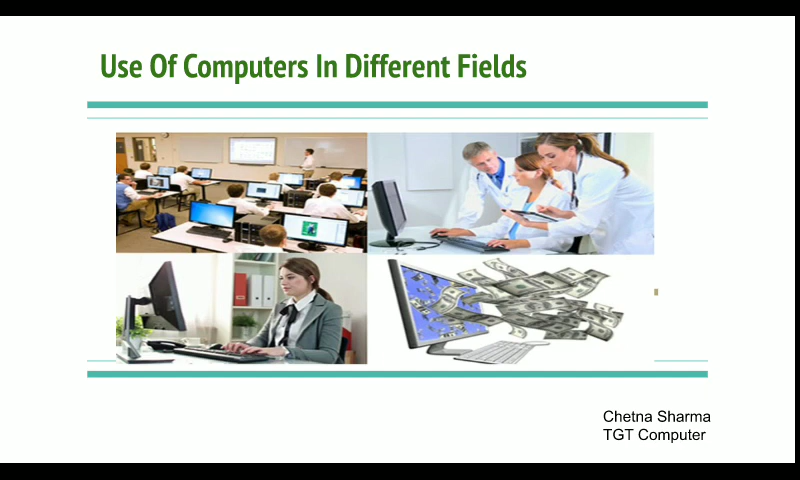 Use Of Computers In Different Fields
Chetna Sharma
TGT Computer